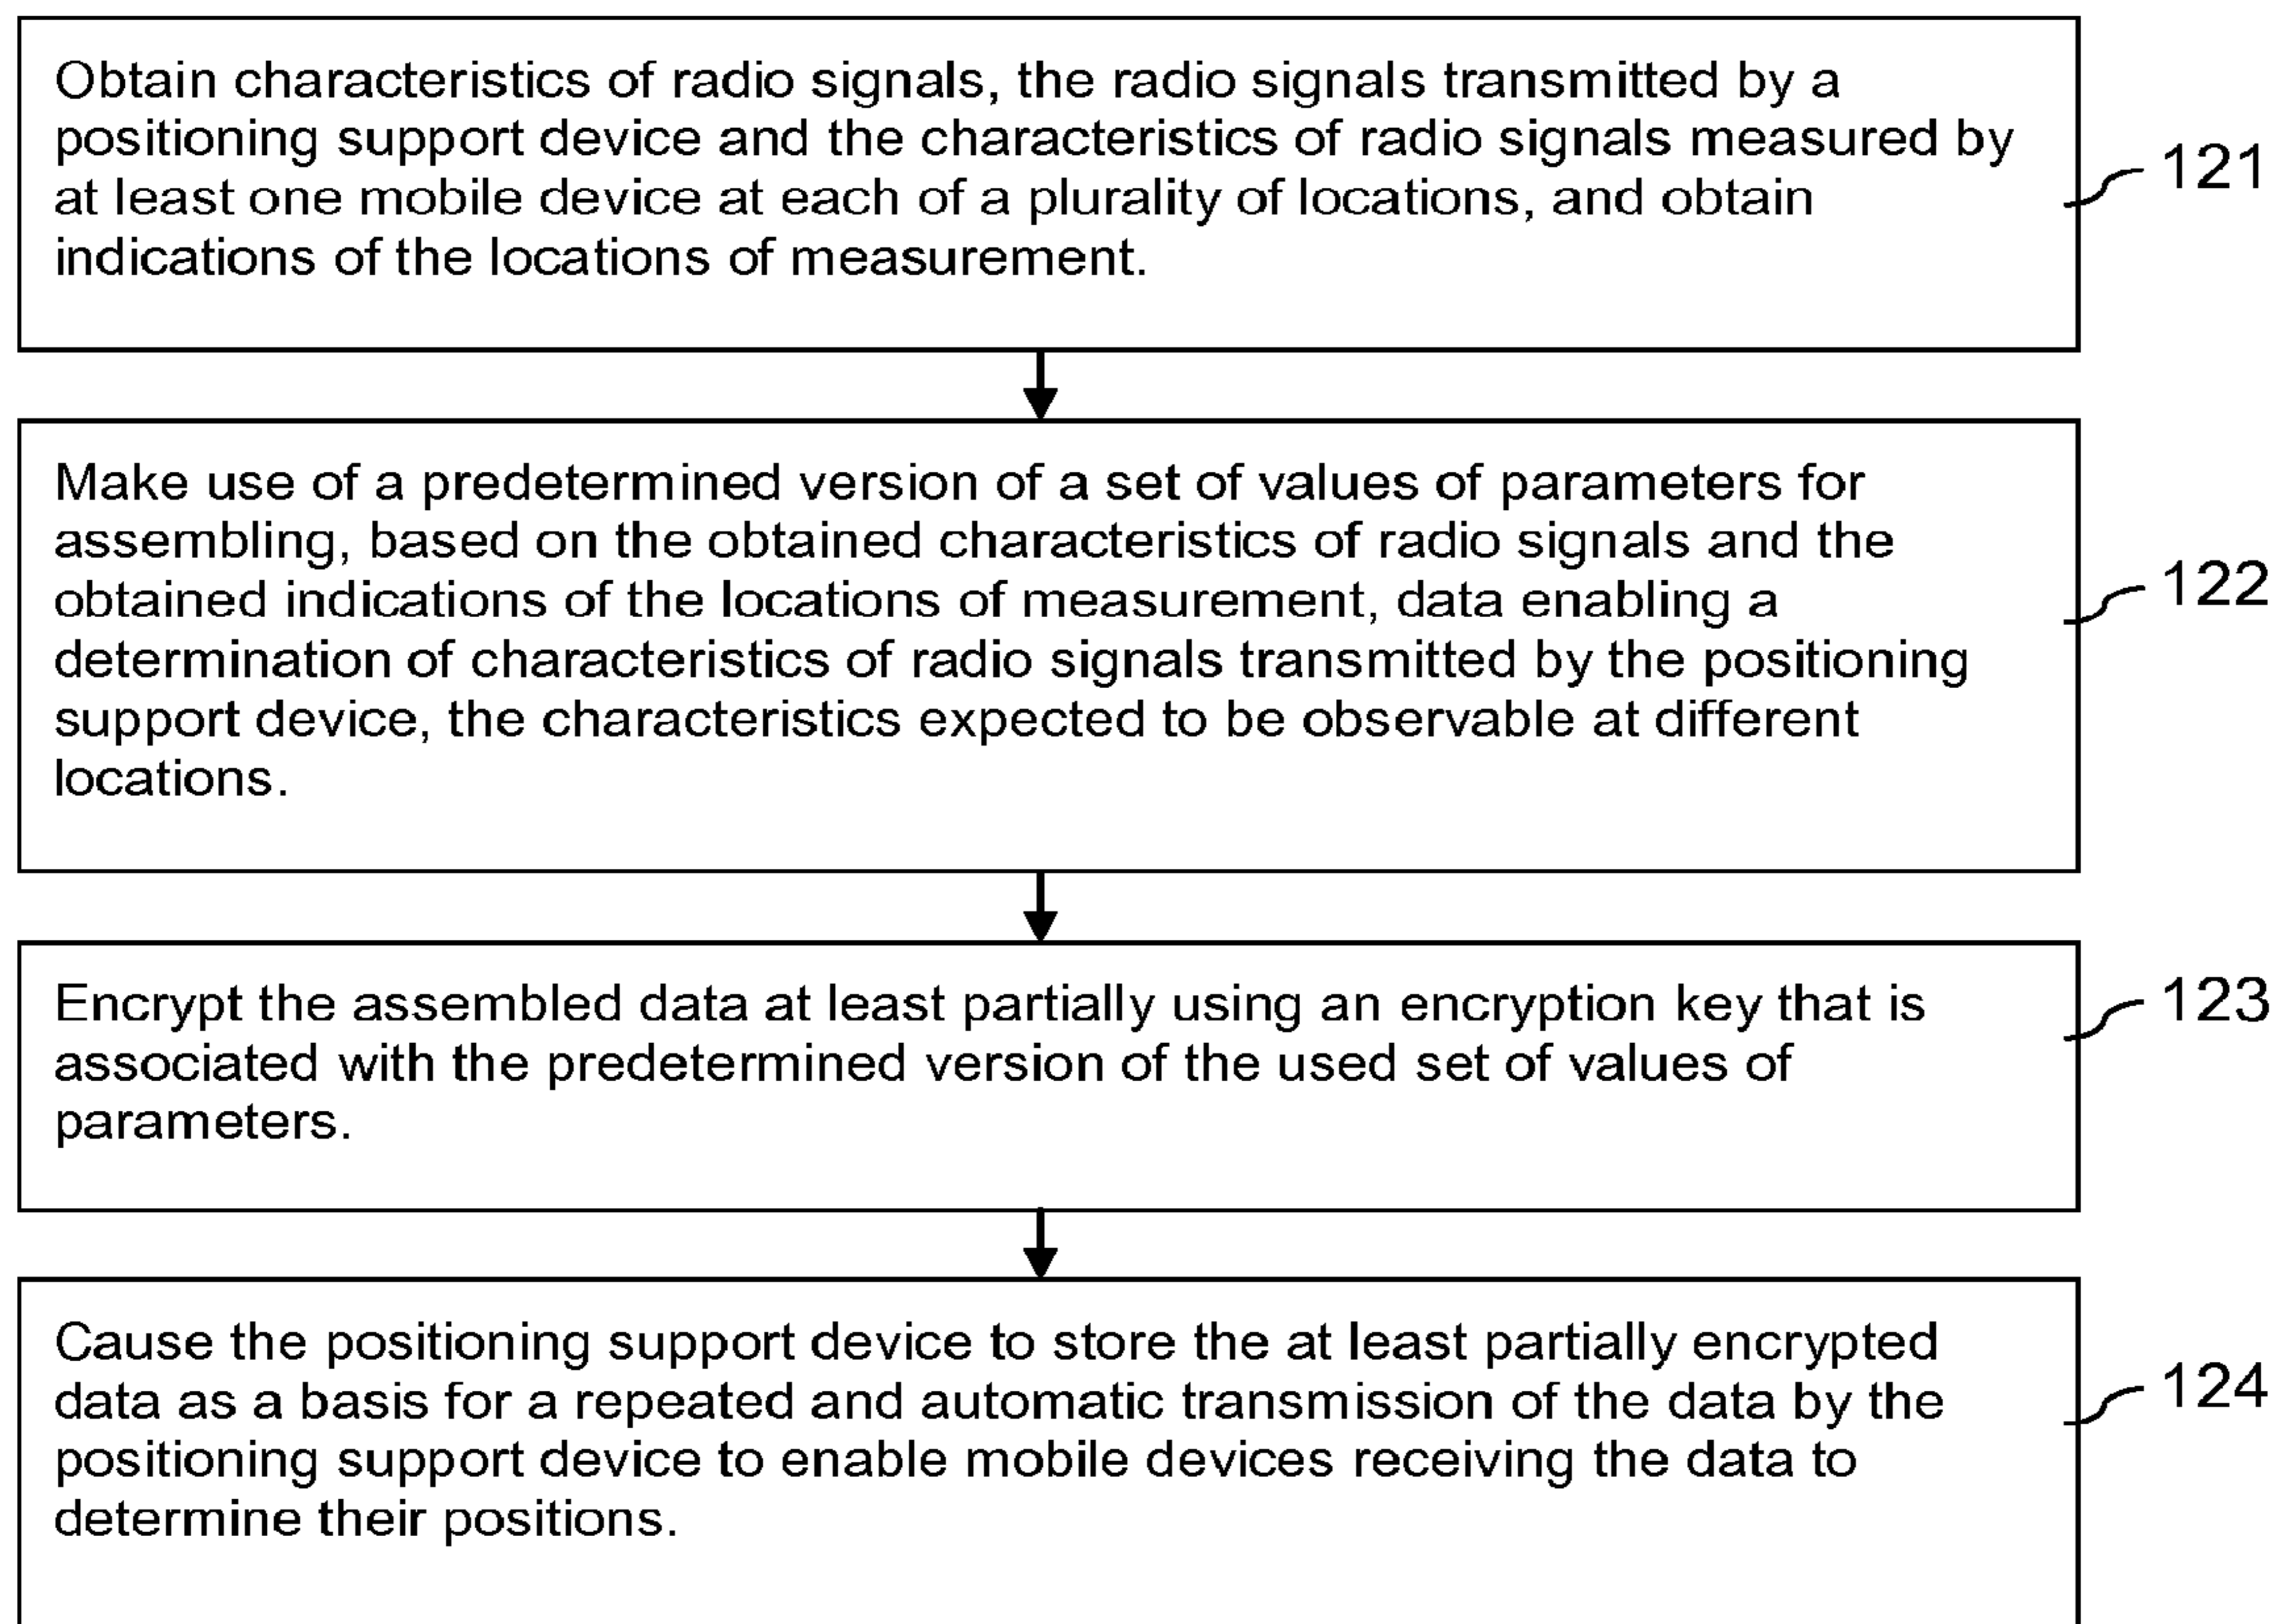 Obtain characteristics of radio signals, the radio signals transmitted by a
positioning support device and the characteristics of radio signals measured by
at least one mobile device at each of a plurality of locations, and obtain
indications of the locations of measurement.
121
Make use of a predetermined version of a set of values of parameters for
assembling, based on the obtained characteristics of radio signals and the
obtained indications of the locations of measurement, data enabling a
determination of characteristics of radio signals transmitted by the positioning
support device, the characteristics expected to be observable at different
locations.
122
Encrypt the assembled data at least partially using an encryption key that is
associated with the predetermined version of the used set of values of
parameters.
123
Cause the positioning support device to store the at least partially encrypted
data as a basis for a repeated and automatic transmission of the data by the
positioning support device to enable mobile devices receiving the data to
determine their positions.
124